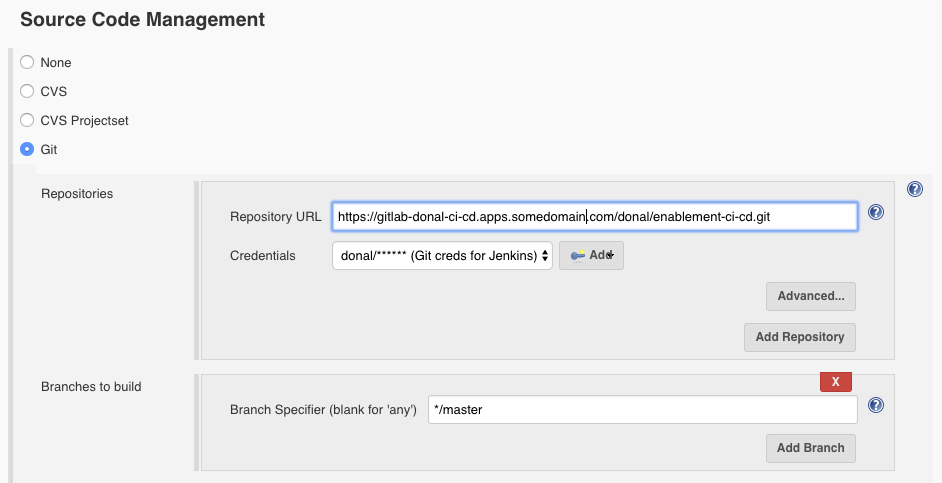 Source Code Management
None
CVS
CVS Projectset
Git
Repositories
?
Repository URL https://gitlab-donal-ci-cd.apps.somedomain.com/donal/enablement-ci-cd.git ?
Credentials donal/****** (Git creds for Jenkins) Add
Advanced...
Add Repository
Branches to build
X
Branch Specifier (blank for 'any') */master ?
Add Branch